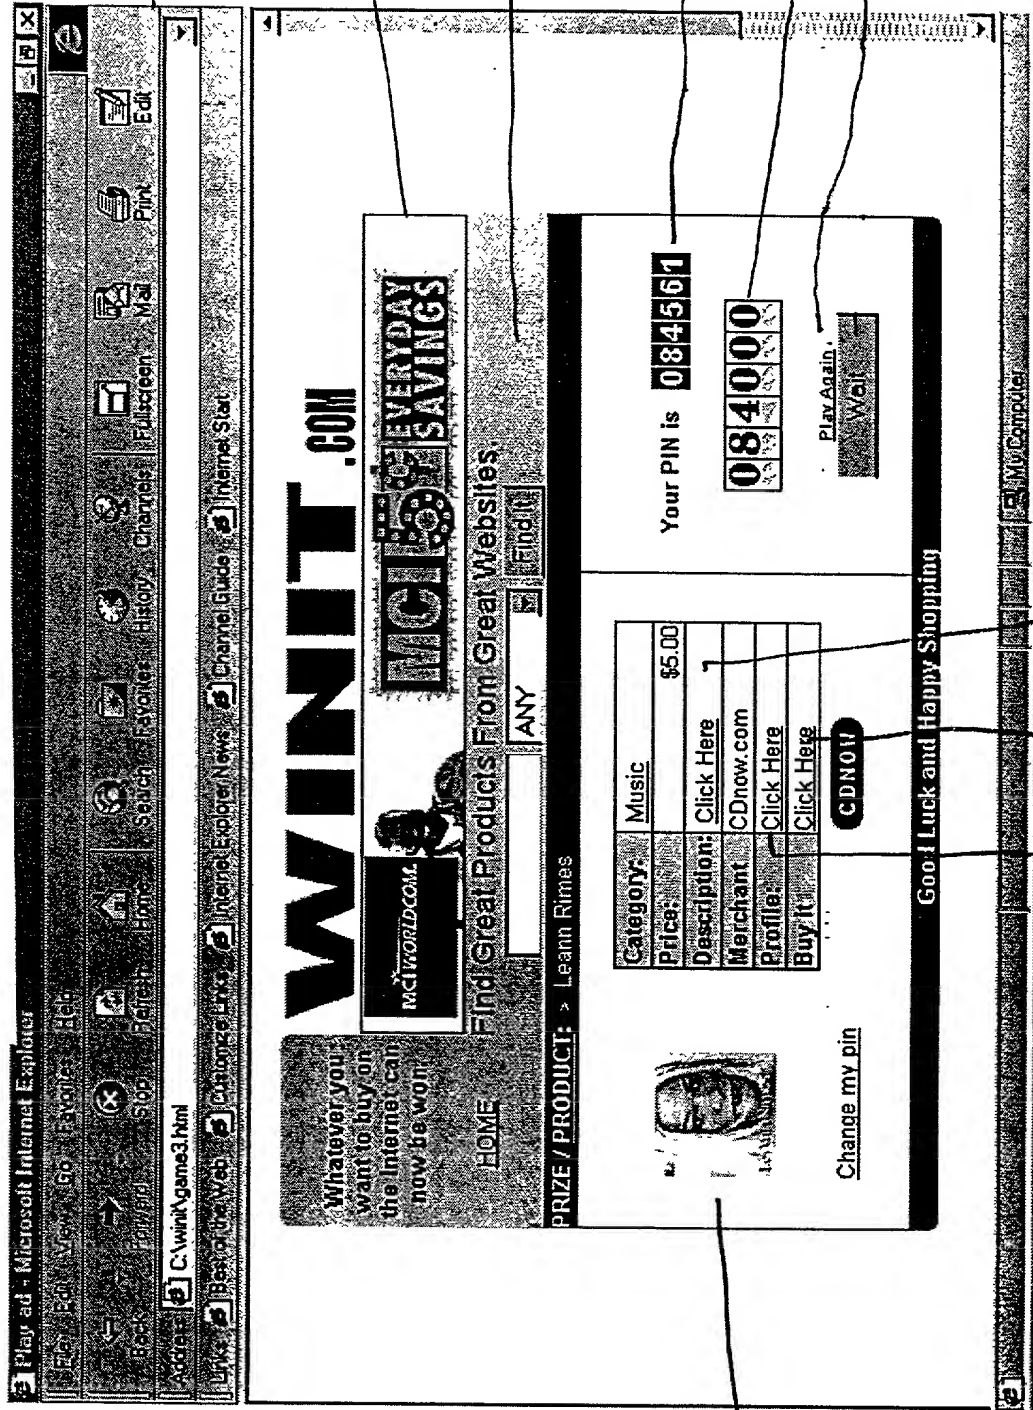 Play ad - Microsoft Internet Explorer
File Edit View Go Favorites Help
Back Forward Stop Refresh Home Search Favorites History Channels Fullscreen Mail Print Edit
Address C:\winit\game3.html
Links Best of the Web Customize Links Internet Explorer News Channel Guide Internet Start
Whatever you
want to buy on
the Internet can
now be won!
HOME
WINIT.COM
MCI WORLDCOM
MCI 5¢ EVERYDAY
SAVINGS
Find Great Products From Great Websites.
ANY Find It
PRIZE / PRODUCT: > Leann Rimes
Category: Music
Price: $5.00
Description: Click Here
Merchant CDnow.com
Profile: Click Here
Buy It Click Here
CDNOW
Change my pin
Your PIN is 084561
084000
Play Again
Wait
Good Luck and Happy Shopping
My Computer